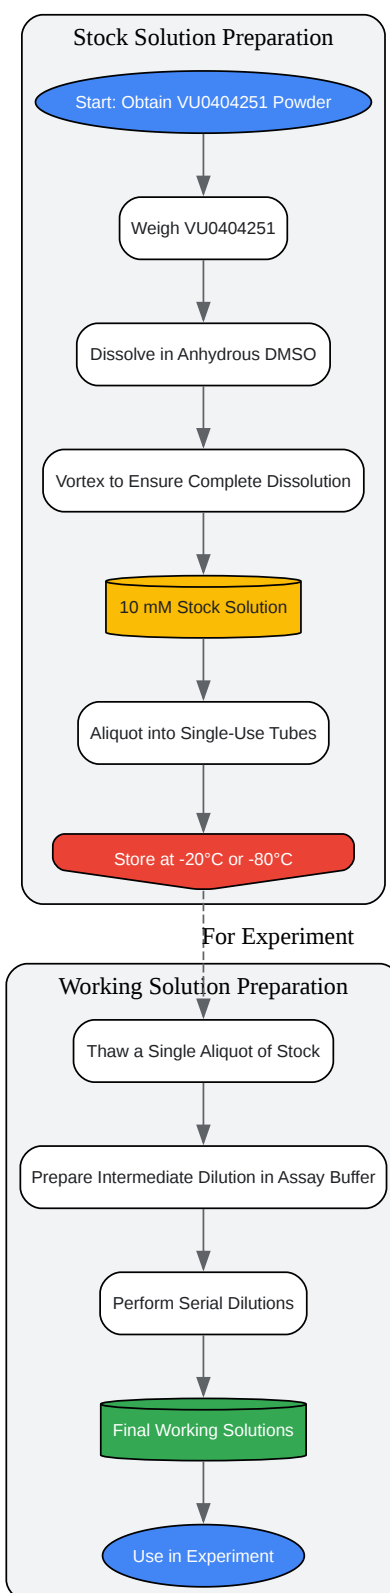 Stock Solution Preparation
Start: Obtain VU0404251 Powder
Weigh VU0404251
Dissolve in Anhydrous DMSO
Vortex to Ensure Complete Dissolution
10 mM Stock Solution
Aliquot into Single-Use Tubes
Store at -20°C or -80°C
For Experiment
Working Solution Preparation
Thaw a Single Aliquot of Stock
Prepare Intermediate Dilution in Assay Buffer
Perform Serial Dilutions
Final Working Solutions
Use in Experiment